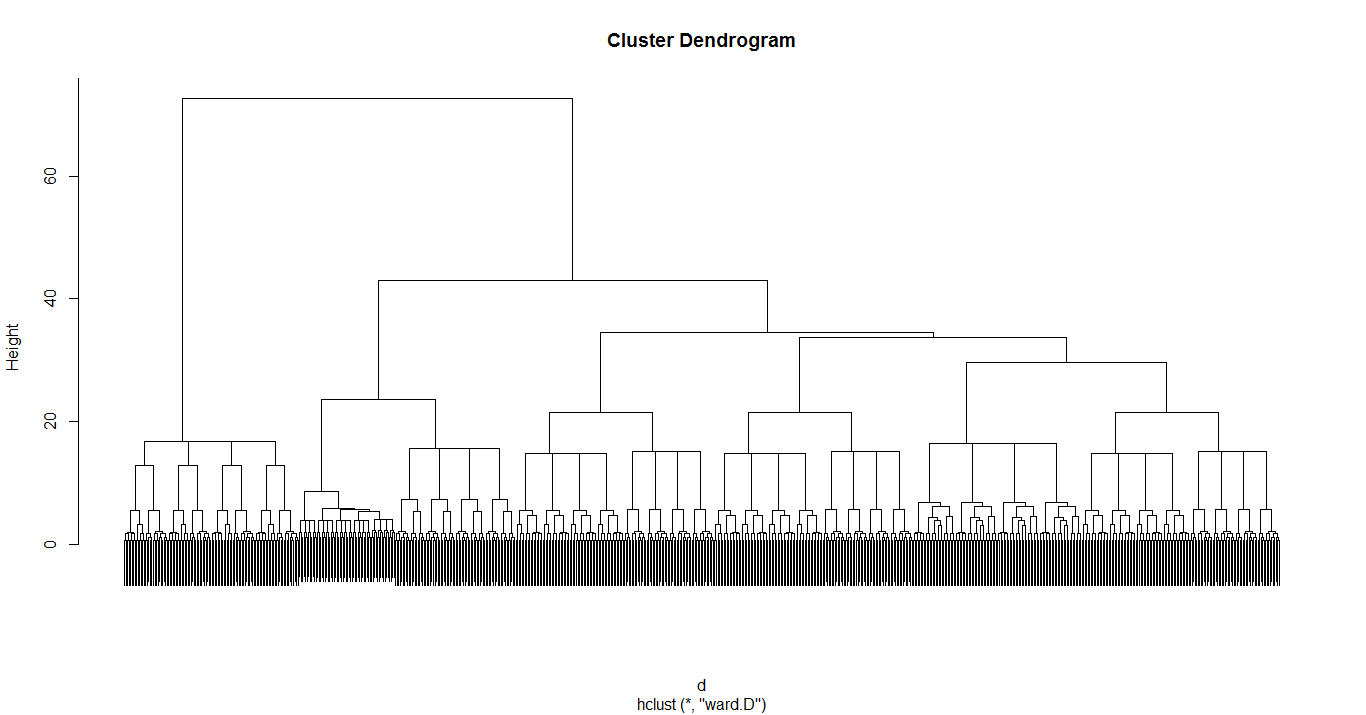 Cluster Dendrogram
Height
60
40
20
0
d
hclust (*, "ward.D")